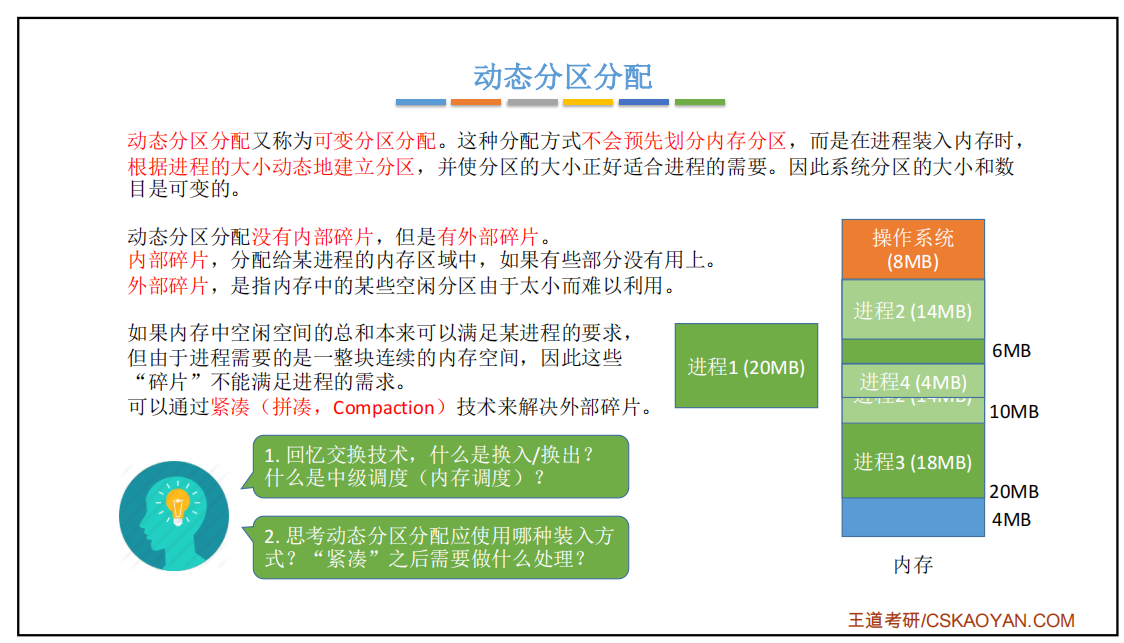 动态分区分配
动态分区分配又称为可变分区分配。这种分配方式不会预先划分内存分区，而是在进程装入内存时，
根据进程的大小动态地建立分区，并使分区的大小正好适合进程的需要。因此系统分区的大小和数
目是可变的。
动态分区分配没有内部碎片，但是有外部碎片。
内部碎片，分配给某进程的内存区域中，如果有些部分没有用上。
外部碎片，是指内存中的某些空闲分区由于太小而难以利用。
如果内存中空闲空间的总和本来可以满足某进程的要求，
但由于进程需要的是一整块连续的内存空间，因此这些
“碎片”不能满足进程的需求。
可以通过紧凑（拼凑，Compaction）技术来解决外部碎片。
1. 回忆交换技术，什么是换入/换出？
什么是中级调度（内存调度）？
2. 思考动态分区分配应使用哪种装入方
式？“紧凑”之后需要做什么处理？
进程1 (20MB)
操作系统
(8MB)
进程2 (14MB)
6MB
进程4 (4MB)
进程2 (14MB)
10MB
进程3 (18MB)
20MB
4MB
内存
王道考研/CSKAOYAN.COM